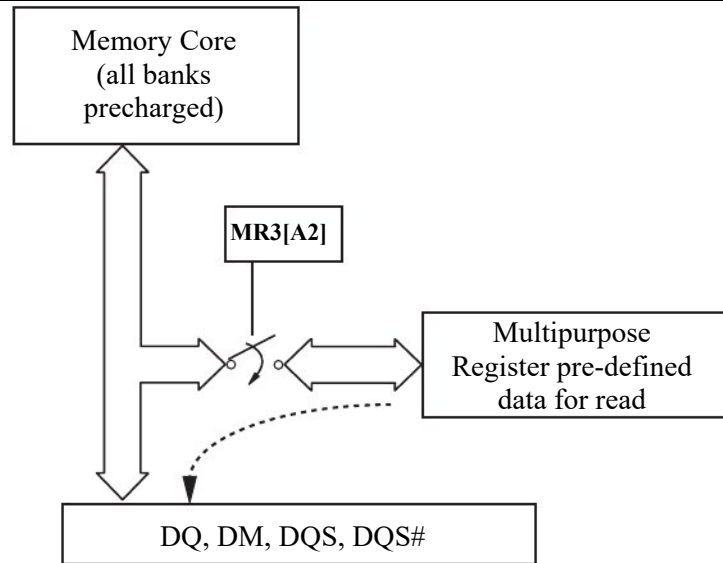 Memory Core
(all banks
precharged)
MR3[A2]
Multipurpose
Register pre-defined
data for read
DQ, DM, DQS, DQS#